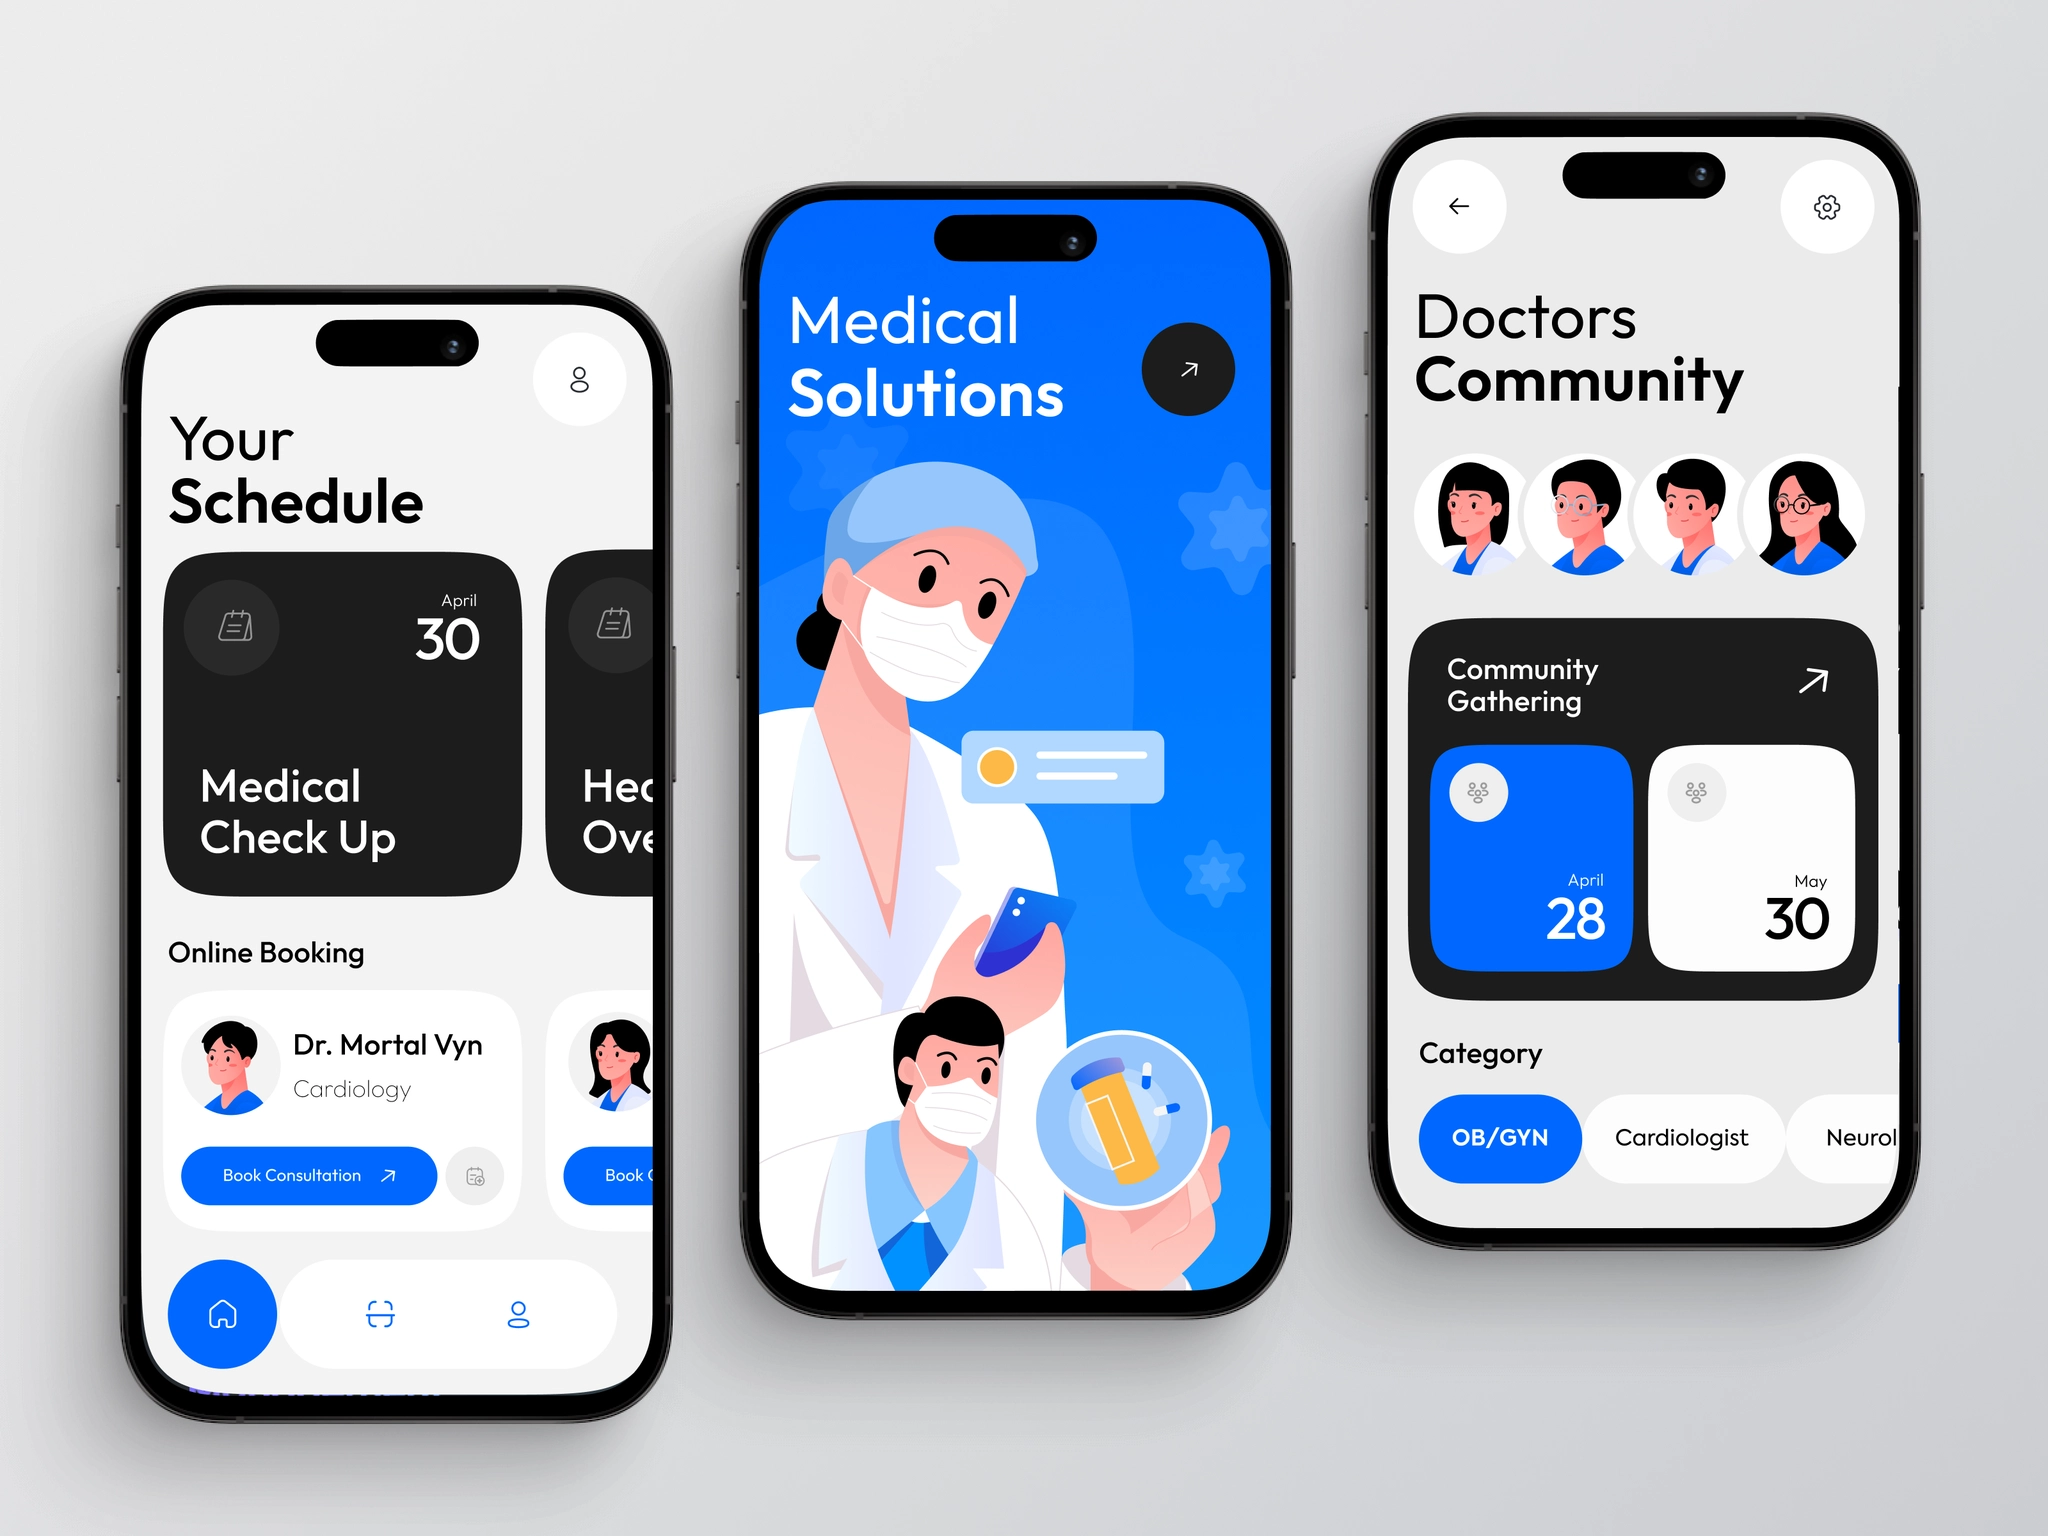 Your
Schedule
April
30
Medical
Check Up
Hea
Ove
Online Booking
Dr. Mortal Vyn
Cardiology
Book Consultation
Book C
Medical
Solutions
Doctors
Community
Community
Gathering
April
28
May
30
Category
OB/GYN
Cardiologist
Neurol